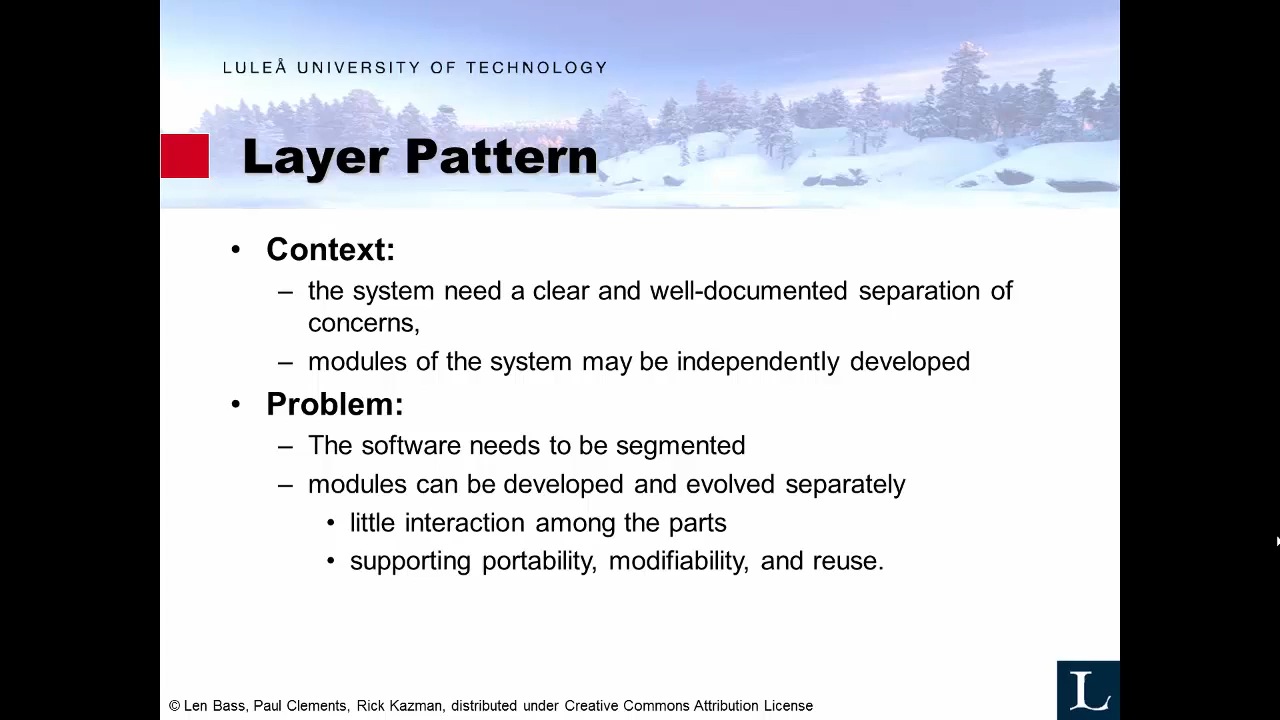 LULEÅ UNIVERSITY OF TECHNOLOGY
Layer Pattern
• Context:
– the system need a clear and well-documented separation of
concerns,
– modules of the system may be independently developed
• Problem:
– The software needs to be segmented
– modules can be developed and evolved separately
• little interaction among the parts
• supporting portability, modifiability, and reuse.
© Len Bass, Paul Clements, Rick Kazman, distributed under Creative Commons Attribution License
L